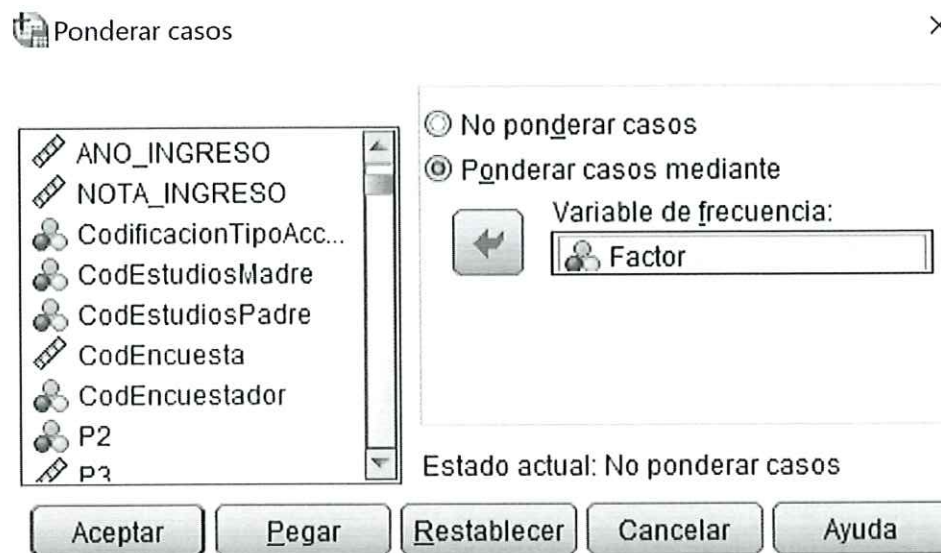 Ponderar casos
ANO_INGRESO
NOTA_INGRESO
CodificacionTipoAcc...
CodEstudiosMadre
CodEstudiosPadre
CodEncuesta
CodEncuestador
P2
P3
No ponderar casos
Ponderar casos mediante
Variable de frecuencia:
Factor
Estado actual: No ponderar casos
Aceptar
Pegar
Restablecer
Cancelar
Ayuda